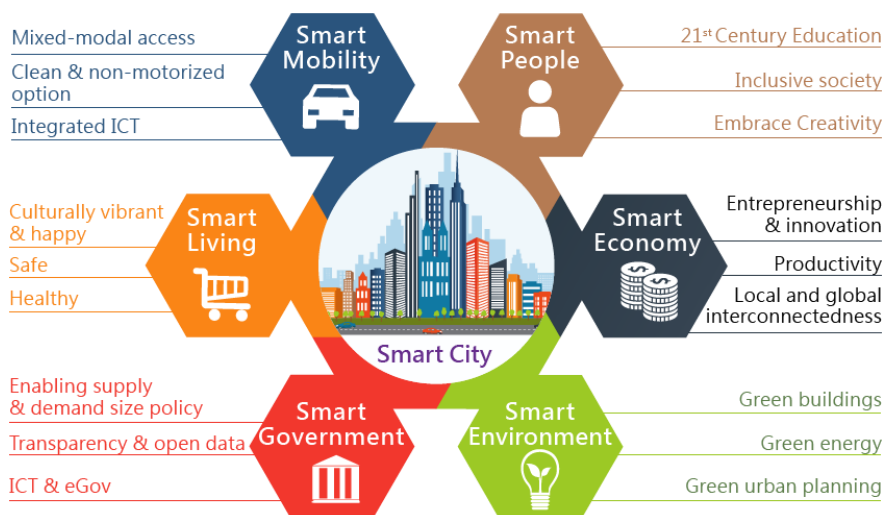 Mixed-modal access
Clean & non-motorized
option
Integrated ICT
Smart
Mobility
Smart
People
21st Century Education
Inclusive society
Embrace Creativity
Culturally vibrant
& happy
Safe
Healthy
Smart
Living
Smart City
Smart
Economy
Entrepreneurship
& innovation
Productivity
Local and global
interconnectedness
Enabling supply
& demand size policy
Transparency & open data
ICT & eGov
Smart
Government
Smart
Environment
Green buildings
Green energy
Green urban planning